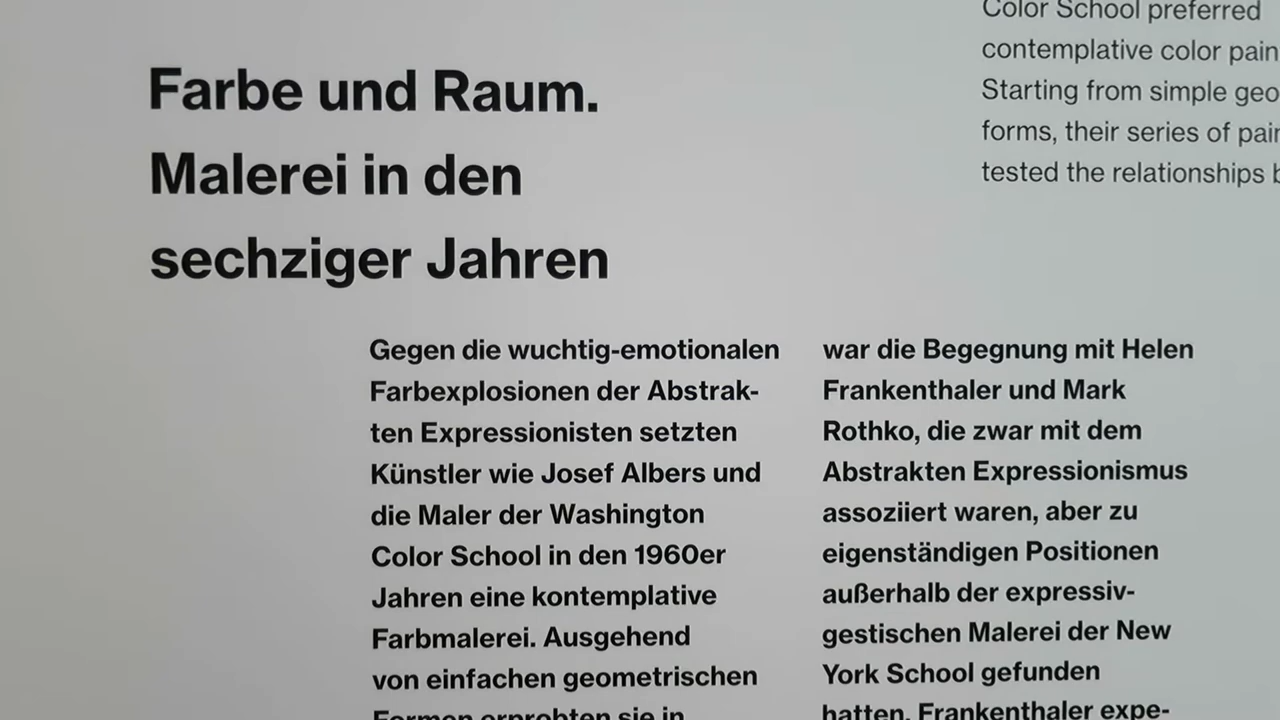 Farbe und Raum.
Malerei in den
sechziger Jahren
Gegen die wuchtig-emotionalen
Farbexplosionen der Abstrak-
ten Expressionisten setzten
Künstler wie Josef Albers und
die Maler der Washington
Color School in den 1960er
Jahren eine kontemplative
Farbmalerei. Ausgehend
von einfachen geometrischen
Formen erprobten sie in
war die Begegnung mit Helen
Frankenthaler und Mark
Rothko, die zwar mit dem
Abstrakten Expressionismus
assoziiert waren, aber zu
eigenständigen Positionen
außerhalb der expressiv-
gestischen Malerei der New
York School gefunden
hatten. Frankenthaler expe-
Color School preferred
contemplative color
Starting from simple
forms, their series of
tested the relationships